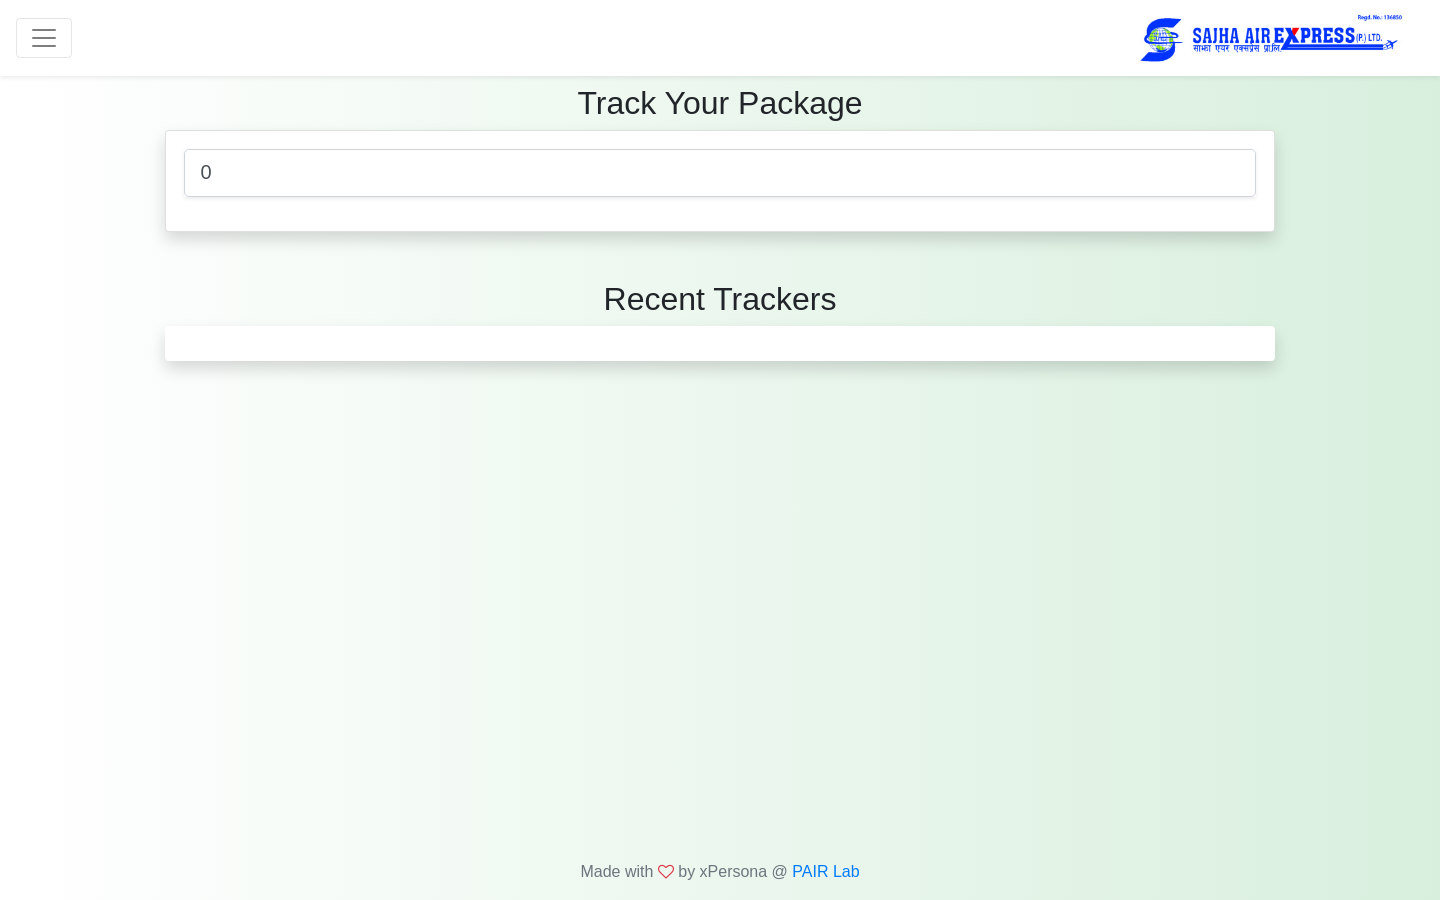 Regd. No.: 136850
SAJHA AIR EXPRESS (P.) LTD.
साझा एयर एक्सप्रेस प्रा.लि.
Track Your Package
0
Recent Trackers
Made with by xPersona @ PAIR Lab